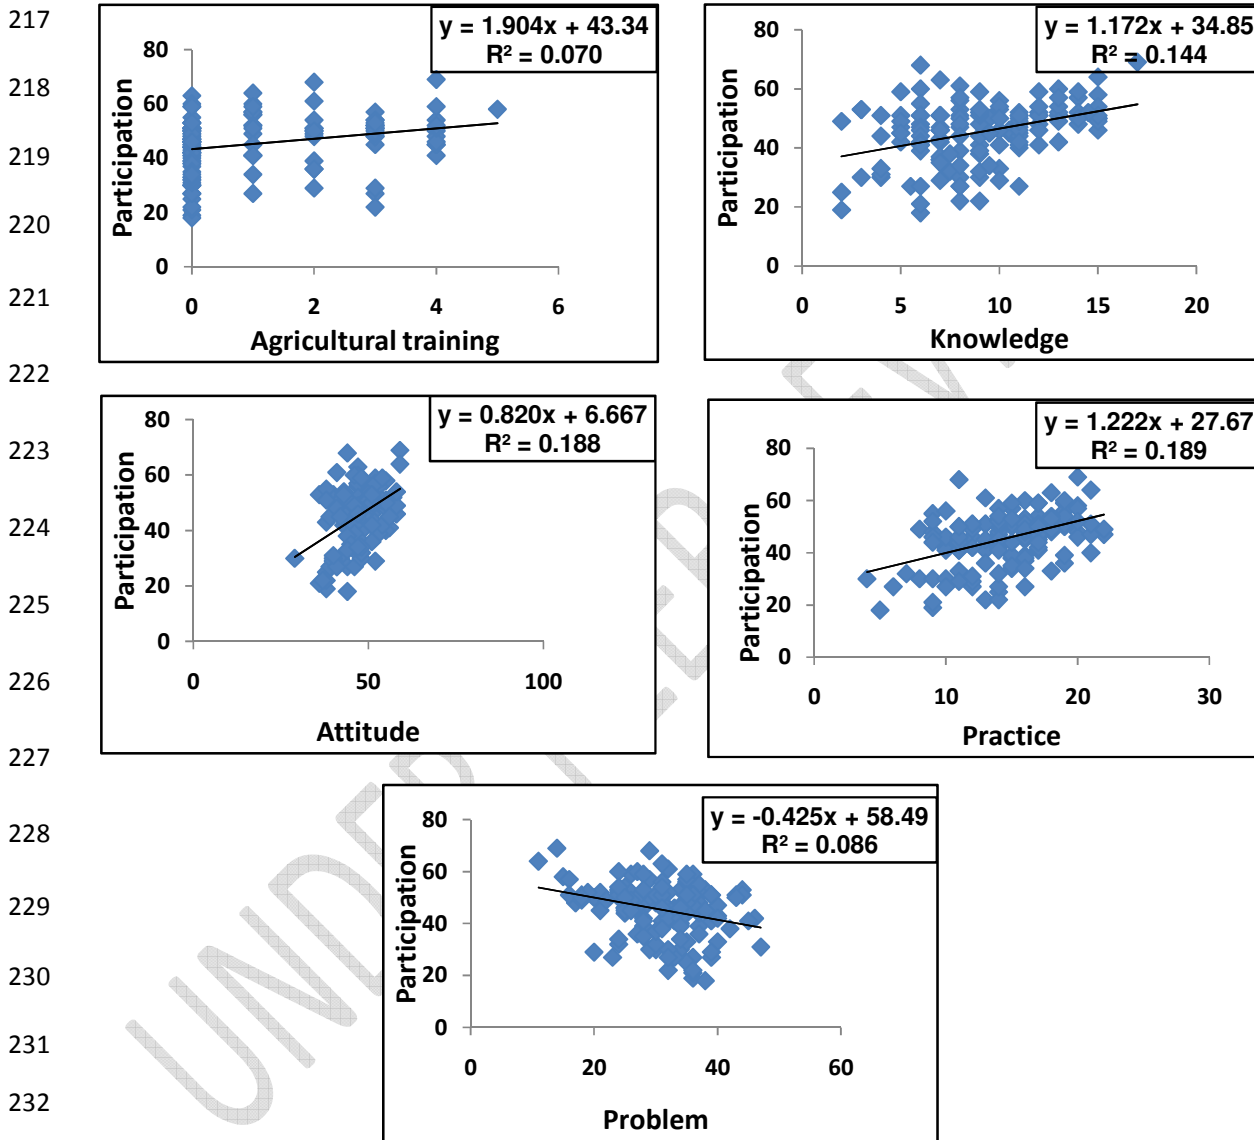 217
y = 1.904x + 43.34
R² = 0.070
80
60
40
20
0
Participation
0 2 4 6
Agricultural training
218
219
220
221
y = 1.172x + 34.85
R² = 0.144
80
60
40
20
0
Participation
0 5 10 15 20
Knowledge
222
y = 0.820x + 6.667
R² = 0.188
80
60
40
20
0
Participation
0 50 100
Attitude
223
224
225
226
y = 1.222x + 27.67
R² = 0.189
80
60
40
20
0
Participation
0 10 20 30
Practice
227
y = -0.425x + 58.49
R² = 0.086
80
60
40
20
0
Participation
0 20 40 60
Problem
228
229
230
231
232